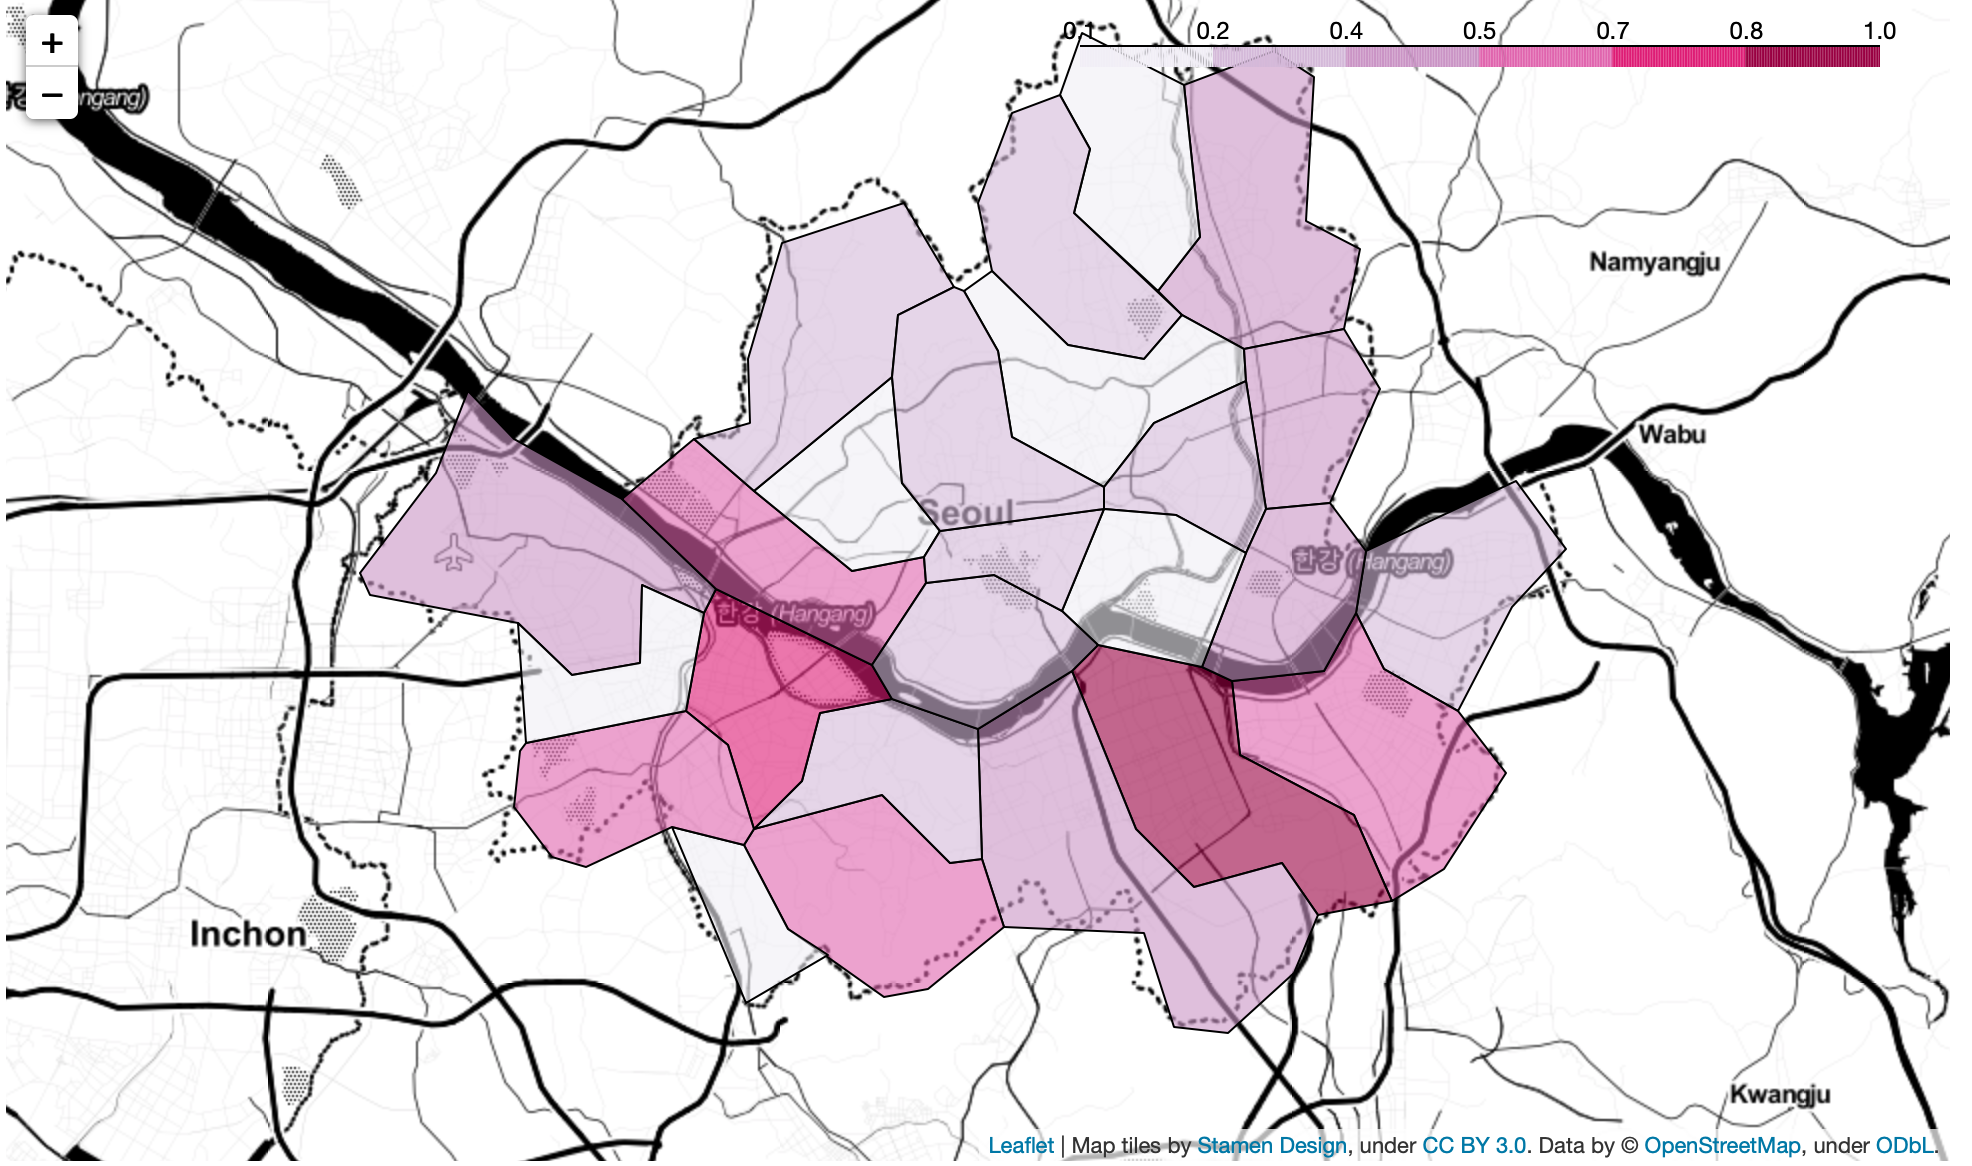 +
−
0.1 0.2 0.4 0.5 0.7 0.8 1.0
ngang)
Namyangju
Wabu
Seoul
한강 (Hangang)
한강 (Hangang)
Inchon
Kwangju
Leaflet | Map tiles by Stamen Design, under CC BY 3.0. Data by © OpenStreetMap, under ODbL.